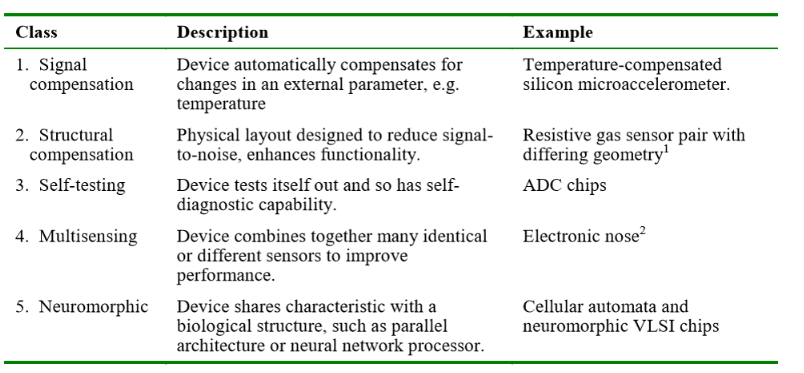 Class Description Example
1. Signal Device automatically compensates for Temperature-compensated
compensation changes in an external parameter, e.g. silicon microaccelerometer.
temperature
2. Structural Physical layout designed to reduce signal- Resistive gas sensor pair with
compensation to-noise, enhances functionality. differing geometry1
3. Self-testing Device tests itself out and so has self- ADC chips
diagnostic capability.
4. Multisensing Device combines together many identical Electronic nose2
or different sensors to improve
performance.
5. Neuromorphic Device shares characteristic with a Cellular automata and
biological structure, such as parallel neuromorphic VLSI chips
architecture or neural network processor.